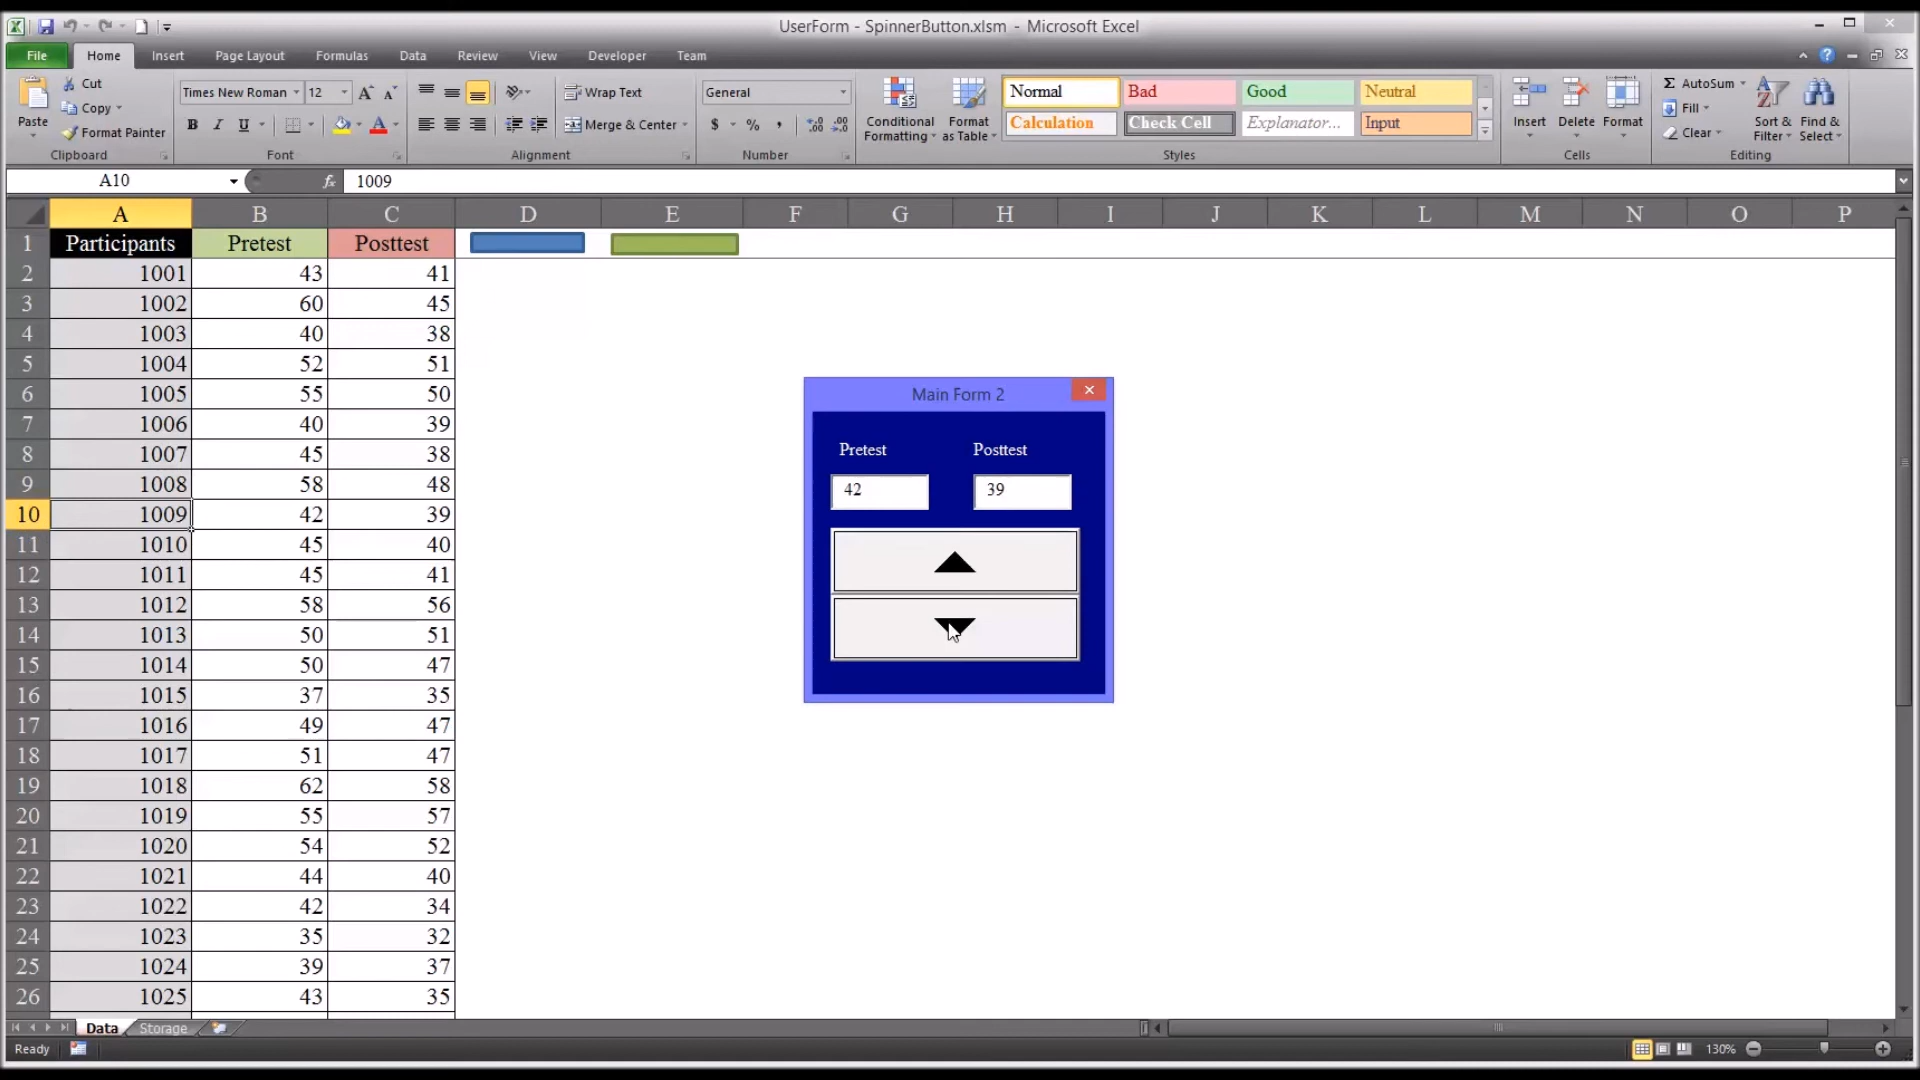 UserForm - SpinnerButton.xlsm - Microsoft Excel
File Home Insert Page Layout Formulas Data Review View Developer Team
Paste Cut Copy Format Painter Clipboard
Times New Roman 12 A A B I U A Font
Wrap Text Merge & Center Alignment
General $ % , Number
Conditional Formatting Format as Table Normal Bad Good Neutral Calculation Check Cell Explanator... Input Styles
Insert Delete Format Cells
Σ AutoSum Fill Clear Sort & Filter Find & Select Editing
A10 fx 1009
A B C D E F G H I J K L M N O P
1 Participants Pretest Posttest
2 1001 43 41
3 1002 60 45
4 1003 40 38
5 1004 52 51
6 1005 55 50
7 1006 40 39
8 1007 45 38
9 1008 58 48
10 1009 42 39
11 1010 45 40
12 1011 45 41
13 1012 58 56
14 1013 50 51
15 1014 50 47
16 1015 37 35
17 1016 49 47
18 1017 51 47
19 1018 62 58
20 1019 55 57
21 1020 54 52
22 1021 44 40
23 1022 42 34
24 1023 35 32
25 1024 39 37
26 1025 43 35
Main Form 2
Pretest Posttest
42 39
Data Storage
Ready 130%